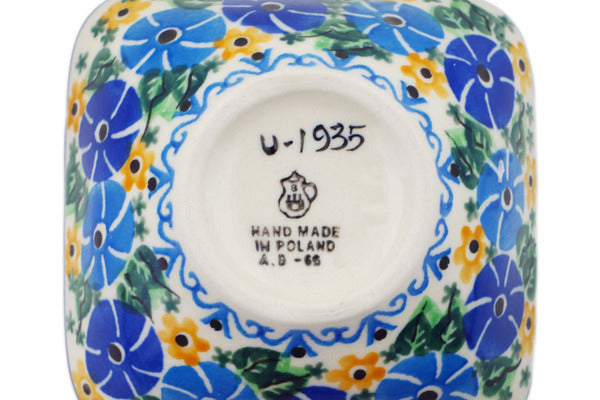 U-1935
HAND MADE
IN POLAND
A.D -66